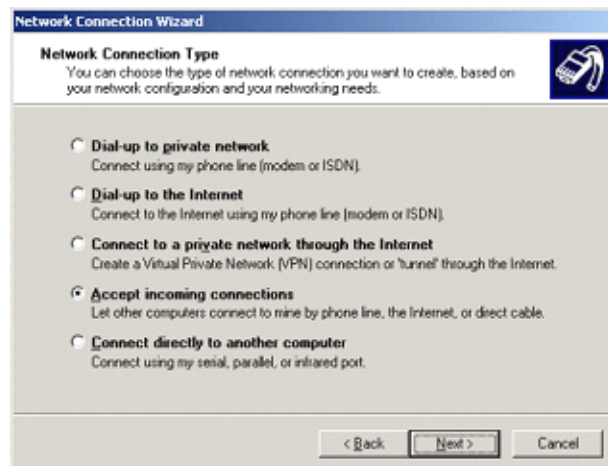 Network Connection Wizard
Network Connection Type
You can choose the type of network connection you want to create, based on
your network configuration and your networking needs.
Dial-up to private network
Connect using my phone line (modem or ISDN).
Dial-up to the Internet
Connect to the Internet using my phone line (modem or ISDN).
Connect to a private network through the Internet
Create a Virtual Private Network (VPN) connection or 'tunnel' through the Internet.
Accept incoming connections
Let other computers connect to mine by phone line, the Internet, or direct cable.
Connect directly to another computer
Connect using my serial, parallel, or infrared port.
< Back Next > Cancel